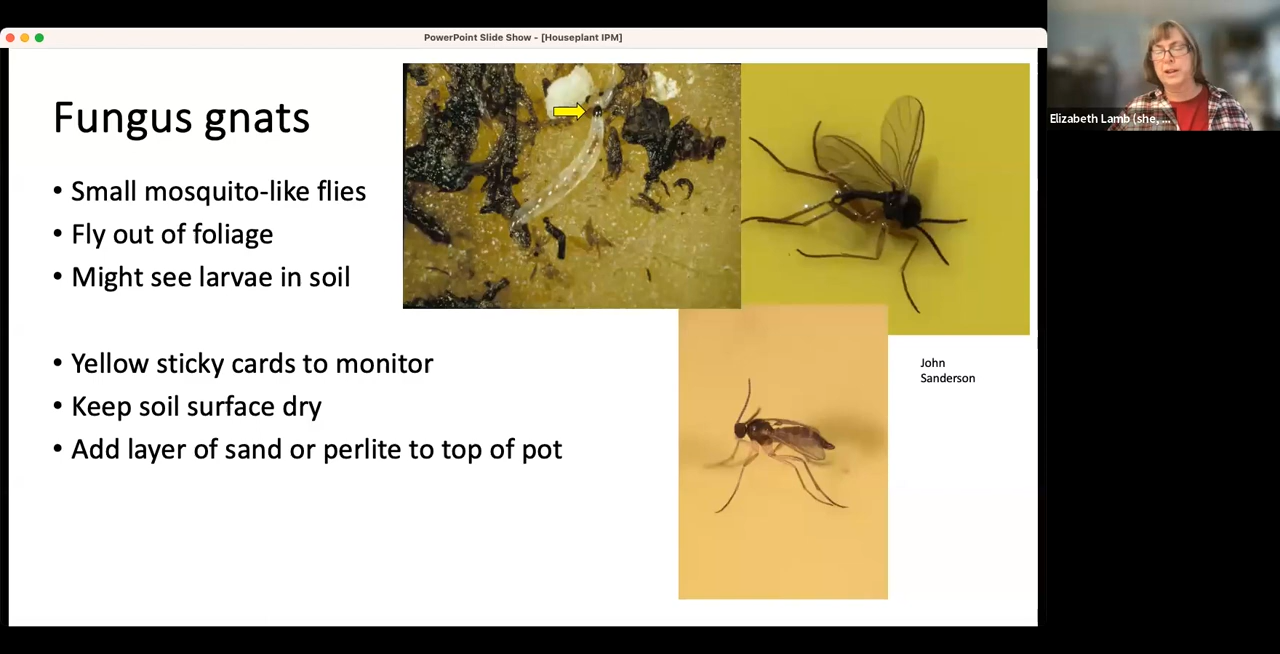 PowerPoint Slide Show - [Houseplant IPM]
Fungus gnats
• Small mosquito-like flies
• Fly out of foliage
• Might see larvae in soil
• Yellow sticky cards to monitor
• Keep soil surface dry
• Add layer of sand or perlite to top of pot
John
Sanderson
Elizabeth Lamb (she, ...